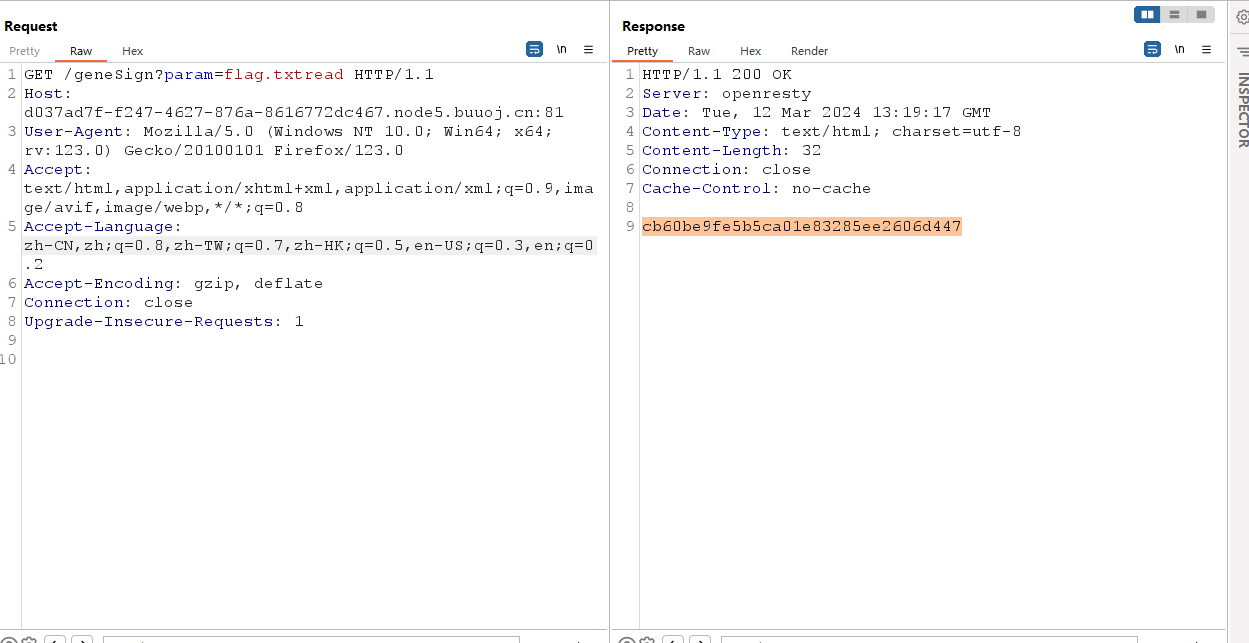 Request
Pretty Raw Hex \n
1 GET /geneSign?param=flag.txtread HTTP/1.1
2 Host:
d037ad7f-f247-4627-876a-8616772dc467.node5.buuoj.cn:81
3 User-Agent: Mozilla/5.0 (Windows NT 10.0; Win64; x64;
rv:123.0) Gecko/20100101 Firefox/123.0
4 Accept:
text/html,application/xhtml+xml,application/xml;q=0.9,ima
ge/avif,image/webp,*/*;q=0.8
5 Accept-Language:
zh-CN,zh;q=0.8,zh-TW;q=0.7,zh-HK;q=0.5,en-US;q=0.3,en;q=0
.2
6 Accept-Encoding: gzip, deflate
7 Connection: close
8 Upgrade-Insecure-Requests: 1
9
10
Response
Pretty Raw Hex Render \n
1 HTTP/1.1 200 OK
2 Server: openresty
3 Date: Tue, 12 Mar 2024 13:19:17 GMT
4 Content-Type: text/html; charset=utf-8
5 Content-Length: 32
6 Connection: close
7 Cache-Control: no-cache
8
9 cb60be9fe5b5ca01e83285ee2606d447
INSPECTOR